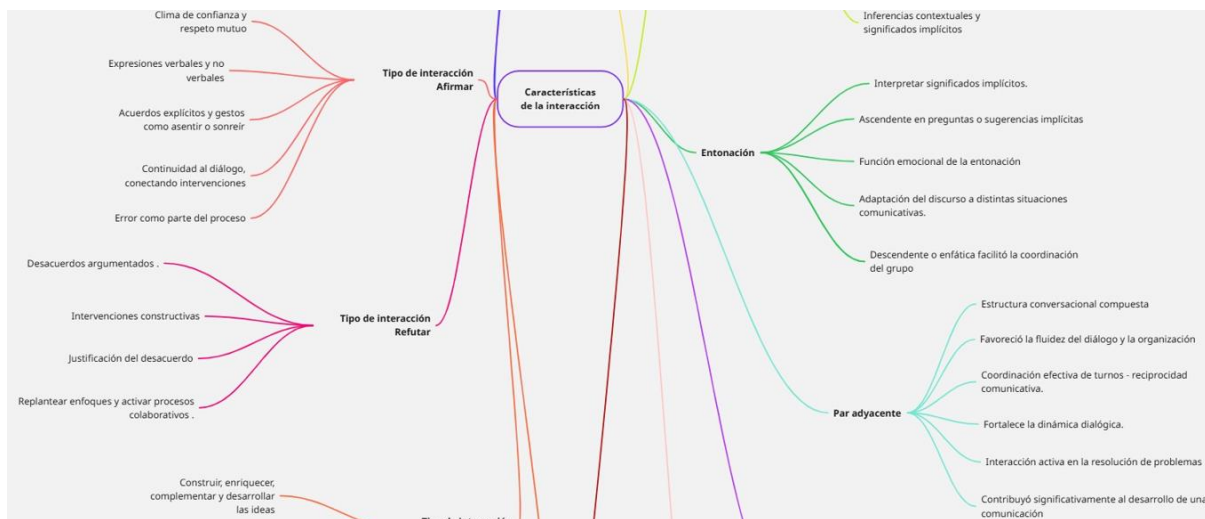 Clima de confianza y
respeto mutuo
Expresiones verbales y no
verbales
Acuerdos explícitos y gestos
como asentir o sonreír
Continuidad al diálogo,
conectando intervenciones
Error como parte del proceso
Tipo de interacción
Afirmar
Desacuerdos argumentados .
Intervenciones constructivas
Justificación del desacuerdo
Replantear enfoques y activar procesos
colaborativos .
Tipo de interacción
Refutar
Construir, enriquecer,
complementar y desarrollar
las ideas
Tipo de interacción
Características
de la interacción
Inferencias contextuales y
significados implícitos
Entonación
Interpretar significados implícitos.
Ascendente en preguntas o sugerencias implícitas
Función emocional de la entonación
Adaptación del discurso a distintas situaciones
comunicativas.
Descendente o enfática facilitó la coordinación
del grupo
Par adyacente
Estructura conversacional compuesta
Favoreció la fluidez del diálogo y la organización
Coordinación efectiva de turnos - reciprocidad
comunicativa.
Fortalece la dinámica dialógica.
Interacción activa en la resolución de problemas
Contribuyó significativamente al desarrollo de una
comunicación